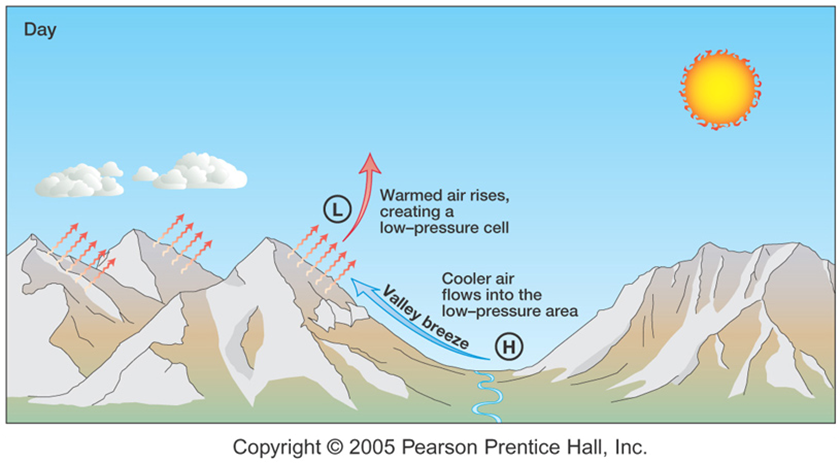 Day
L
Warmed air rises,
creating a
low–pressure cell
Cooler air
flows into the
low–pressure area
Valley breeze
H
Copyright © 2005 Pearson Prentice Hall, Inc.